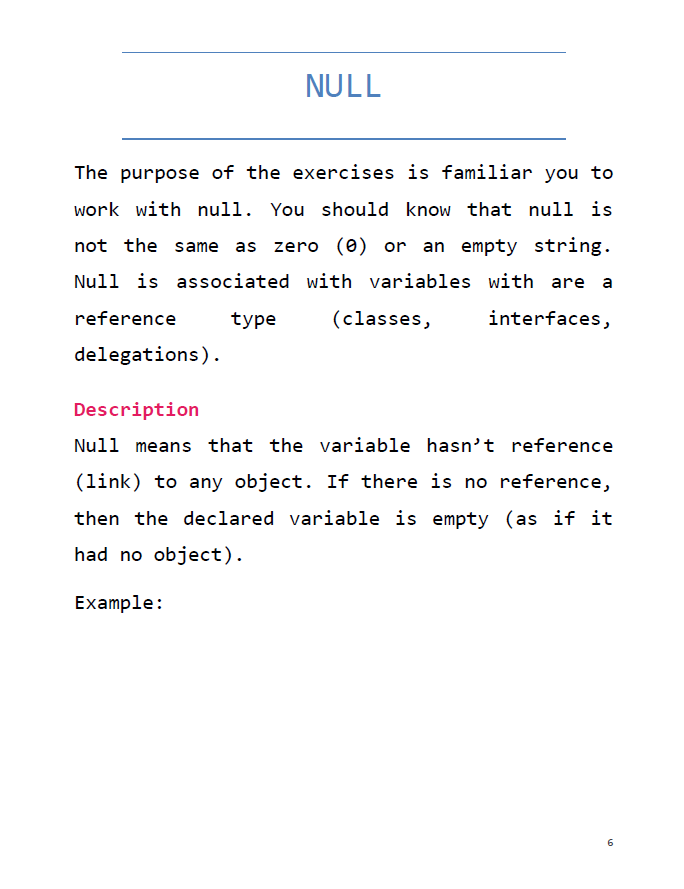 NULL
The purpose of the exercises is familiar you to
work with null. You should know that null is
not the same as zero (0) or an empty string.
Null is associated with variables with are a
reference type (classes, interfaces,
delegations).
Description
Null means that the variable hasn’t reference
(link) to any object. If there is no reference,
then the declared variable is empty (as if it
had no object).
Example:
6